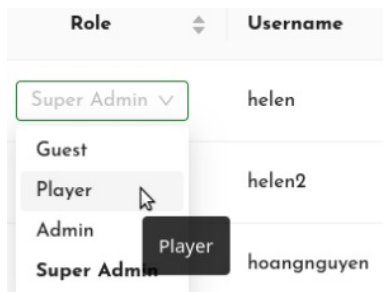 Role Username
Super Admin helen
Guest
Player helen2
Admin
Player
Super Admin hoangnguyen